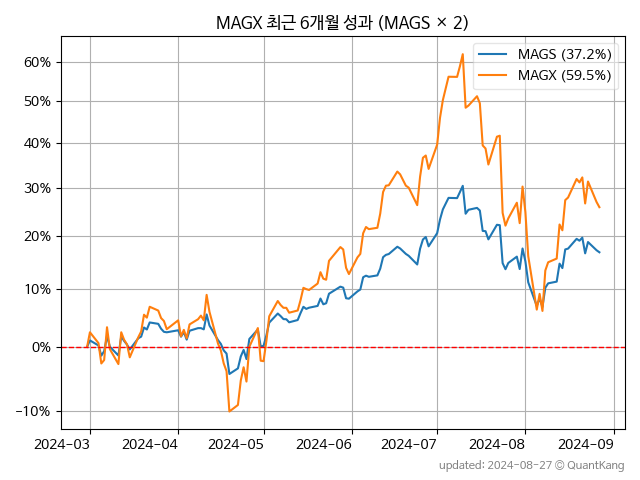 MAGX 최근 6개월 성과 (MAGS × 2)
MAGS (37.2%)
MAGX (59.5%)
60%
50%
40%
30%
20%
10%
0%
−10%
2024-03 2024-04 2024-05 2024-06 2024-07 2024-08 2024-09
updated: 2024-08-27 © QuantKang